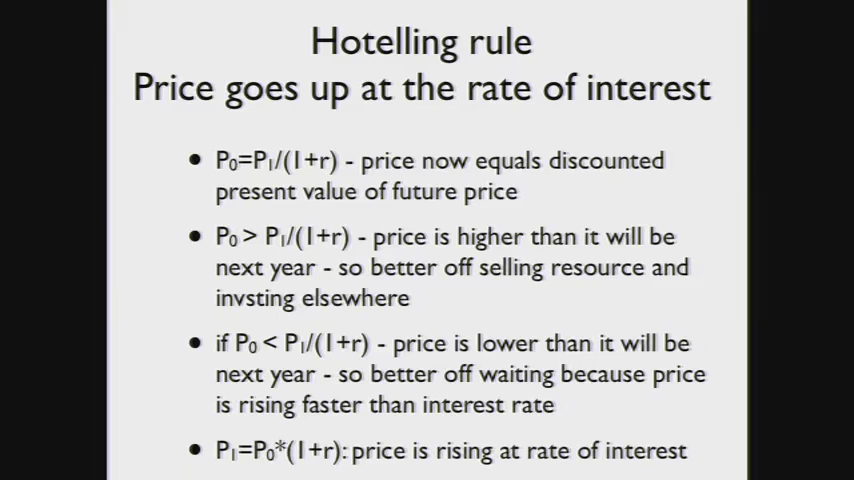 Hotelling rule
Price goes up at the rate of interest
• P₀=P₁/(1+r) - price now equals discounted
present value of future price
• P₀ > P₁/(1+r) - price is higher than it will be
next year - so better off selling resource and
invsting elsewhere
• if P₀ < P₁/(1+r) - price is lower than it will be
next year - so better off waiting because price
is rising faster than interest rate
• P₁=P₀*(1+r): price is rising at rate of interest